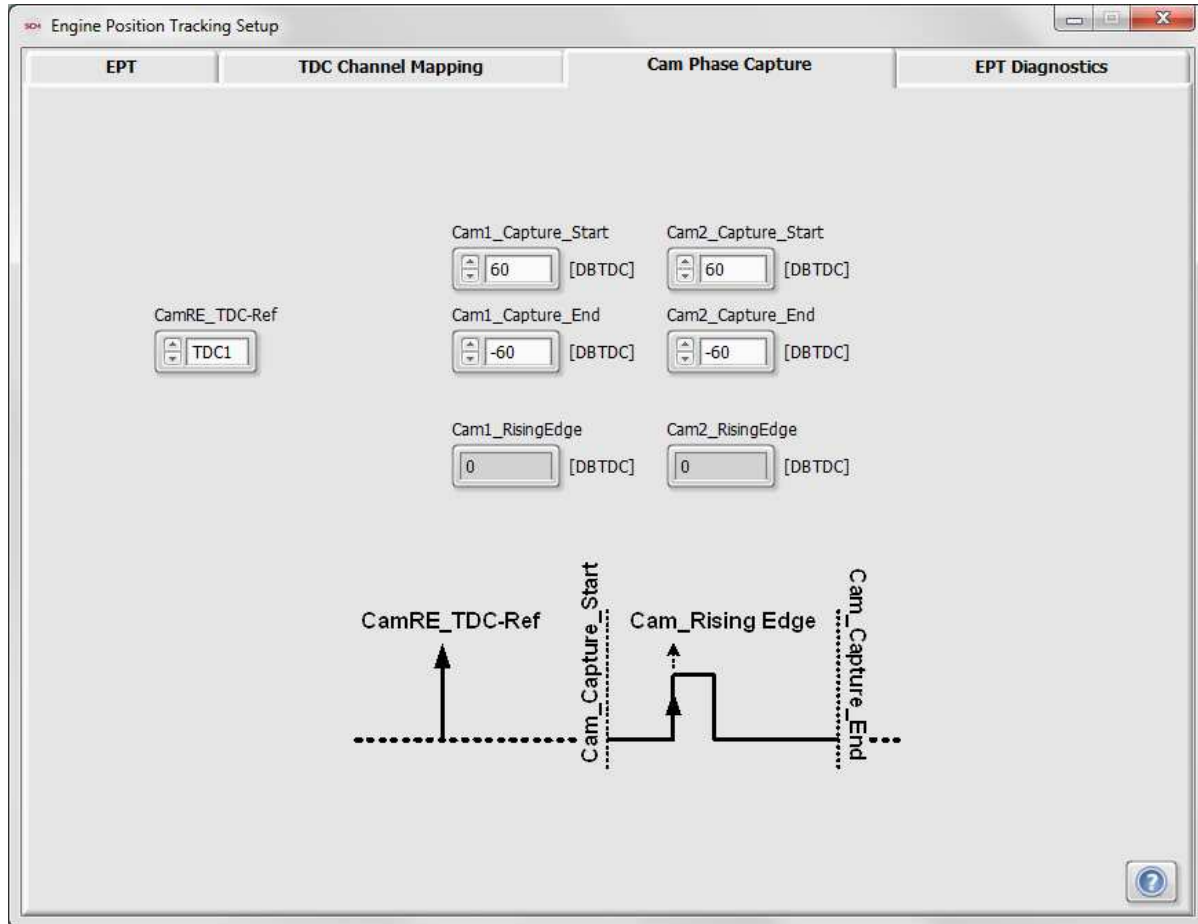 Engine Position Tracking Setup
EPT
TDC Channel Mapping
Cam Phase Capture
EPT Diagnostics
Cam1_Capture_Start
Cam2_Capture_Start
60 [DBTDC]
60 [DBTDC]
CamRE_TDC-Ref
Cam1_Capture_End
Cam2_Capture_End
TDC1
-60 [DBTDC]
-60 [DBTDC]
Cam1_RisingEdge
Cam2_RisingEdge
0 [DBTDC]
0 [DBTDC]
CamRE_TDC-Ref
Cam_Capture_Start
Cam_Rising Edge
Cam_Capture_End